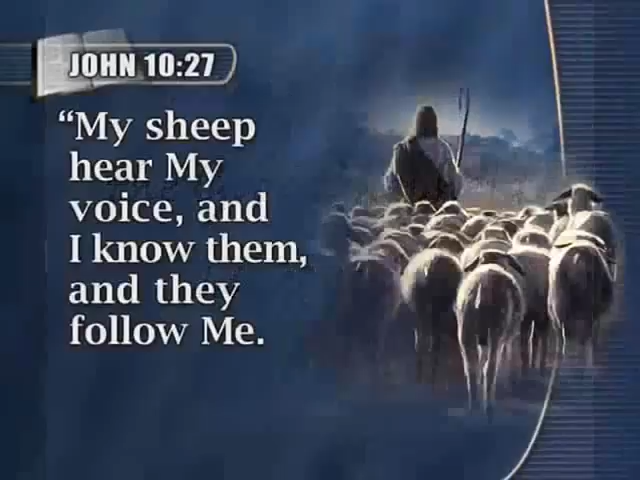 JOHN 10:27
“My sheep
hear My
voice, and
I know them,
and they
follow Me.